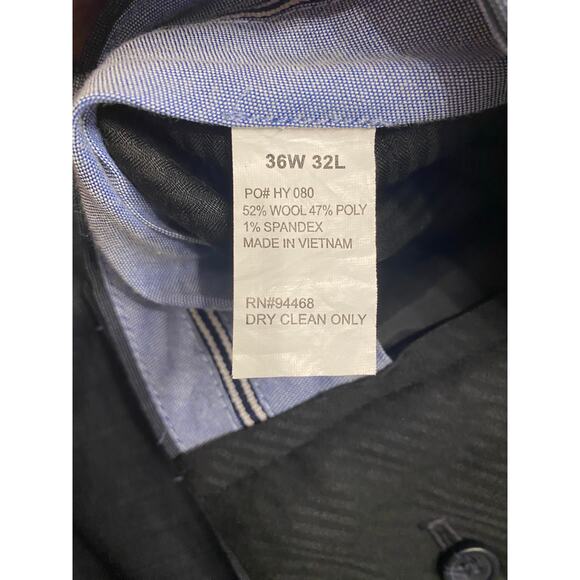 36W 32L
PO# HY 080
52% WOOL 47% POLY
1% SPANDEX
MADE IN VIETNAM
RN#94468
DRY CLEAN ONLY